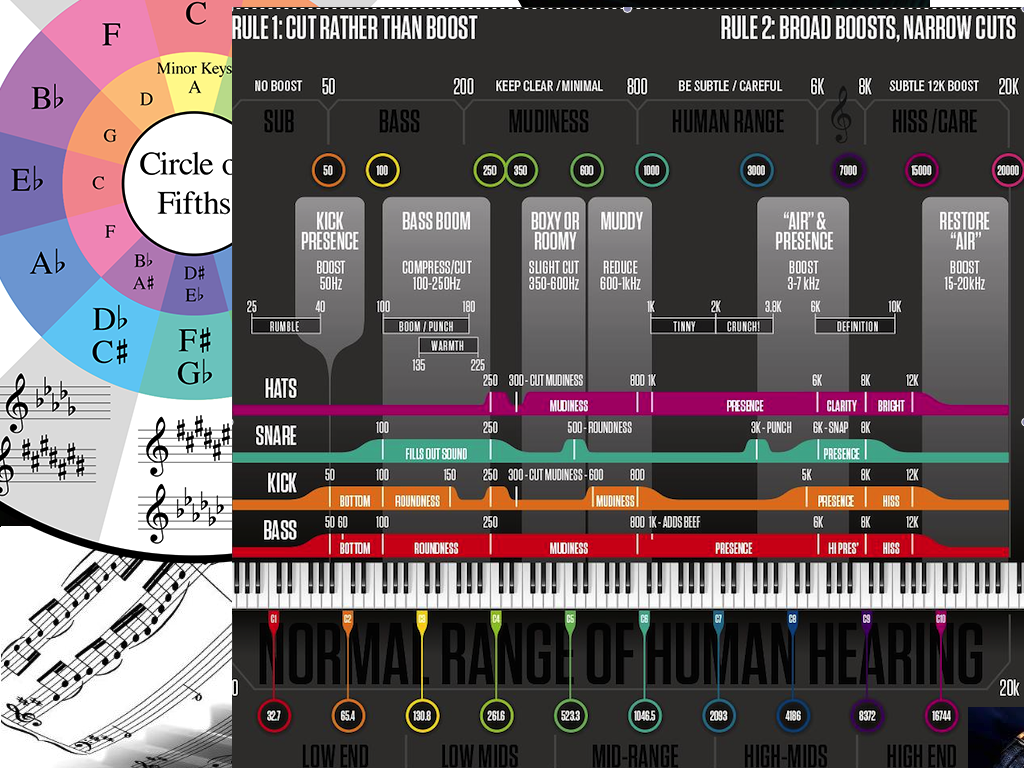 C
F
Minor Keys
A
B♭
D
G
E♭
C
Circle o
Fifths
F
A♭
B♭
A#
D#
E♭
D♭
C#
F#
G♭
RULE 1: CUT RATHER THAN BOOST
RULE 2: BROAD BOOSTS, NARROW CUTS
NO BOOST 50 200 KEEP CLEAR / MINIMAL 800 BE SUBTLE / CAREFUL 6K 8K SUBTLE 12K BOOST 20K
SUB BASS MUDINESS HUMAN RANGE HISS /CARE
50 100 250 350 600 1000 3000 7000 15000 20000
KICK
PRESENCE
BOOST
50Hz
BASS BOOM
COMPRESS/CUT
100-250Hz
BOXY OR
ROOMY
SLIGHT CUT
350-600Hz
MUDDY
REDUCE
600-1kHz
“AIR” &
PRESENCE
BOOST
3-7 kHz
RESTORE
“AIR”
BOOST
15-20kHz
25 40 100 180 1K 2K 3.8K 6K 10K
RUMBLE BOOM / PUNCH TINNY CRUNCH! DEFINITION
WARMTH
135 225
HATS 250 300 - CUT MUDINESS 800 1K 6K 8K 12K
MUDINESS PRESENCE CLARITY BRIGHT
SNARE 100 250 500 - ROUNDNESS 3K - PUNCH 6K - SNAP 8K
FILLS OUT SOUND PRESENCE
KICK 50 100 150 250 300 - CUT MUDINESS - 600 800 5K 8K 12K
BOTTOM ROUNDNESS MUDINESS PRESENCE HISS
BASS 50 60 100 250 800 1K - ADDS BEEF 6K 8K 12K
BOTTOM ROUNDNESS MUDINESS PRESENCE HI PRES' HISS
C1 C2 C3 C4 C5 C6 C7 C8 C9 C10
NORMAL RANGE OF HUMAN HEARING
0 20k
32.7 65.4 130.8 261.6 523.3 1046.5 2093 4186 8372 16744
LOW END LOW MIDS MID-RANGE HIGH-MIDS HIGH END